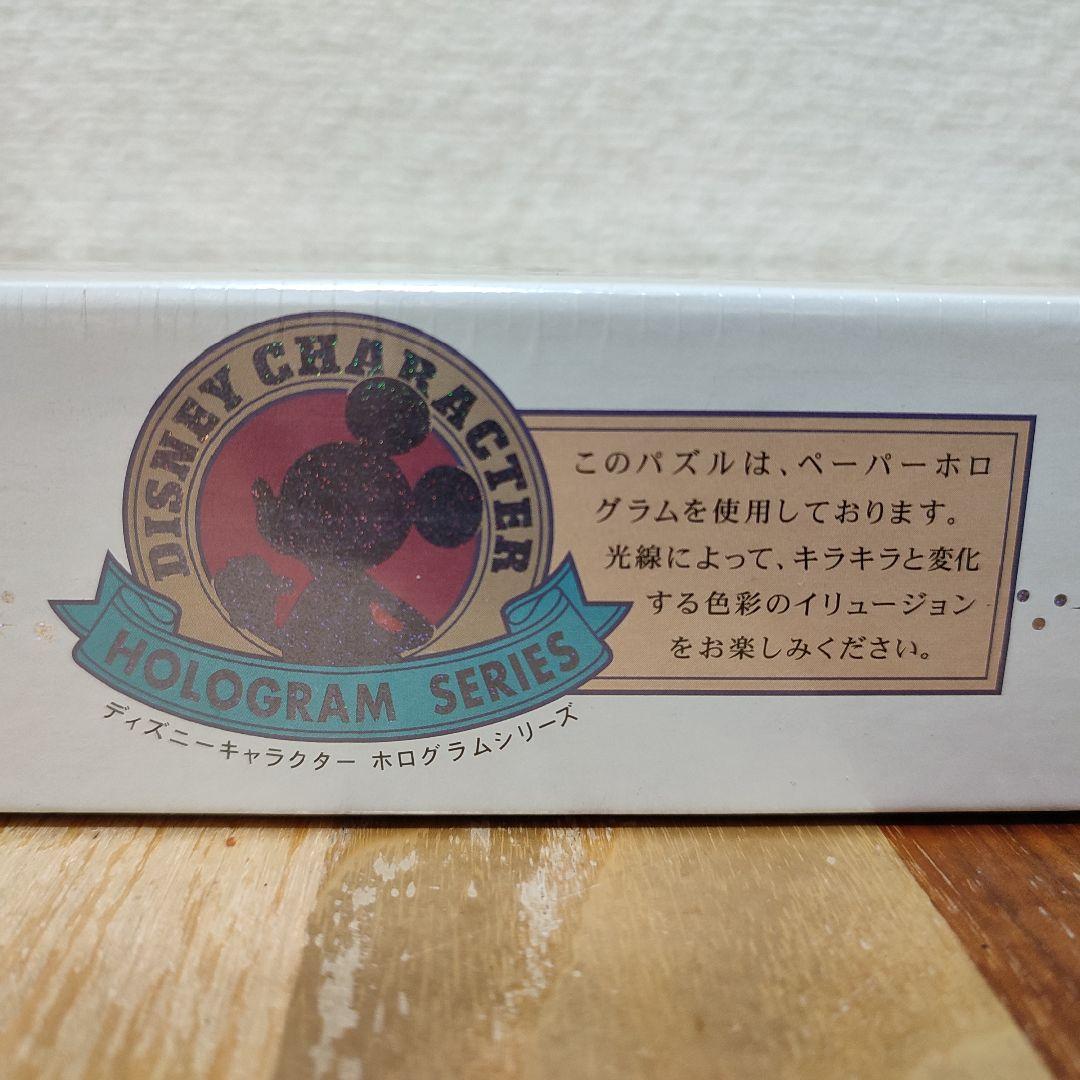 DISNEY CHARACTER
HOLOGRAM SERIES
ディズニーキャラクター ホログラムシリーズ
このパズルは、ペーパーホロ
グラムを使用しております。
光線によって、キラキラと変化
する色彩のイリュージョン
をお楽しみください。